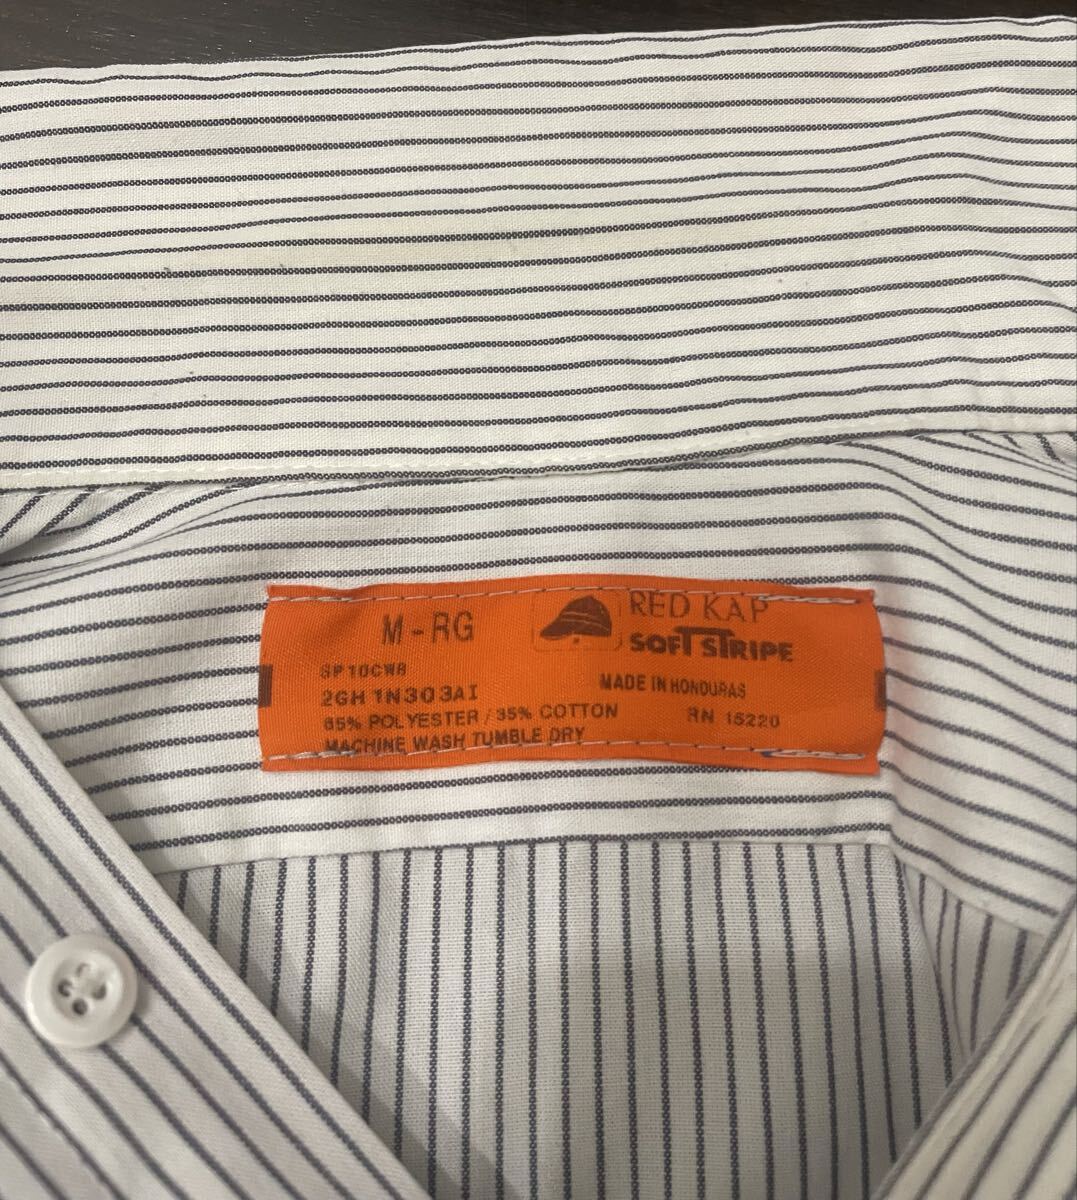 M-RG
RED KAP
SOFT STRIPE
SP10CWB
2GH 1N303AI
MADE IN HONDURAS
65% POLYESTER / 35% COTTON
RN 15220
MACHINE WASH TUMBLE DRY